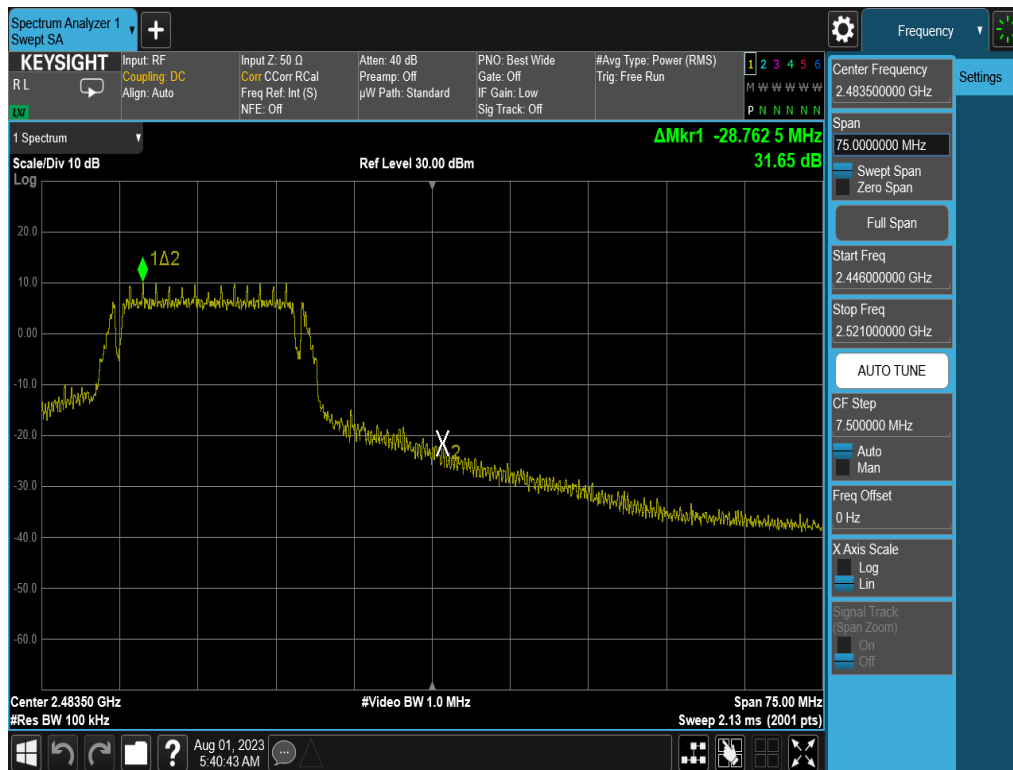 Spectrum Analyzer 1
Swept SA
+
Frequency
KEYSIGHT
R L
LXI
Input: RF
Coupling: DC
Align: Auto
Input Z: 50 Ω
Corr CCorr RCal
Freq Ref: Int (S)
NFE: Off
Atten: 40 dB
Preamp: Off
µW Path: Standard
PNO: Best Wide
Gate: Off
IF Gain: Low
Sig Track: Off
#Avg Type: Power (RMS)
Trig: Free Run
1 2 3 4 5 6
M W W W W W
P N N N N N
1 Spectrum
Scale/Div 10 dB
Log
Ref Level 30.00 dBm
ΔMkr1 -28.762 5 MHz
31.65 dB
20.0
10.0
0.00
-10.0
-20.0
-30.0
-40.0
-50.0
-60.0
1Δ2
X2
Center 2.48350 GHz
#Res BW 100 kHz
#Video BW 1.0 MHz
Span 75.00 MHz
Sweep 2.13 ms (2001 pts)
Center Frequency
2.483500000 GHz
Settings
Span
75.0000000 MHz
Swept Span
Zero Span
Full Span
Start Freq
2.446000000 GHz
Stop Freq
2.521000000 GHz
AUTO TUNE
CF Step
7.500000 MHz
Auto
Man
Freq Offset
0 Hz
X Axis Scale
Log
Lin
Signal Track
(Span Zoom)
On
Off
?
Aug 01, 2023
5:40:43 AM